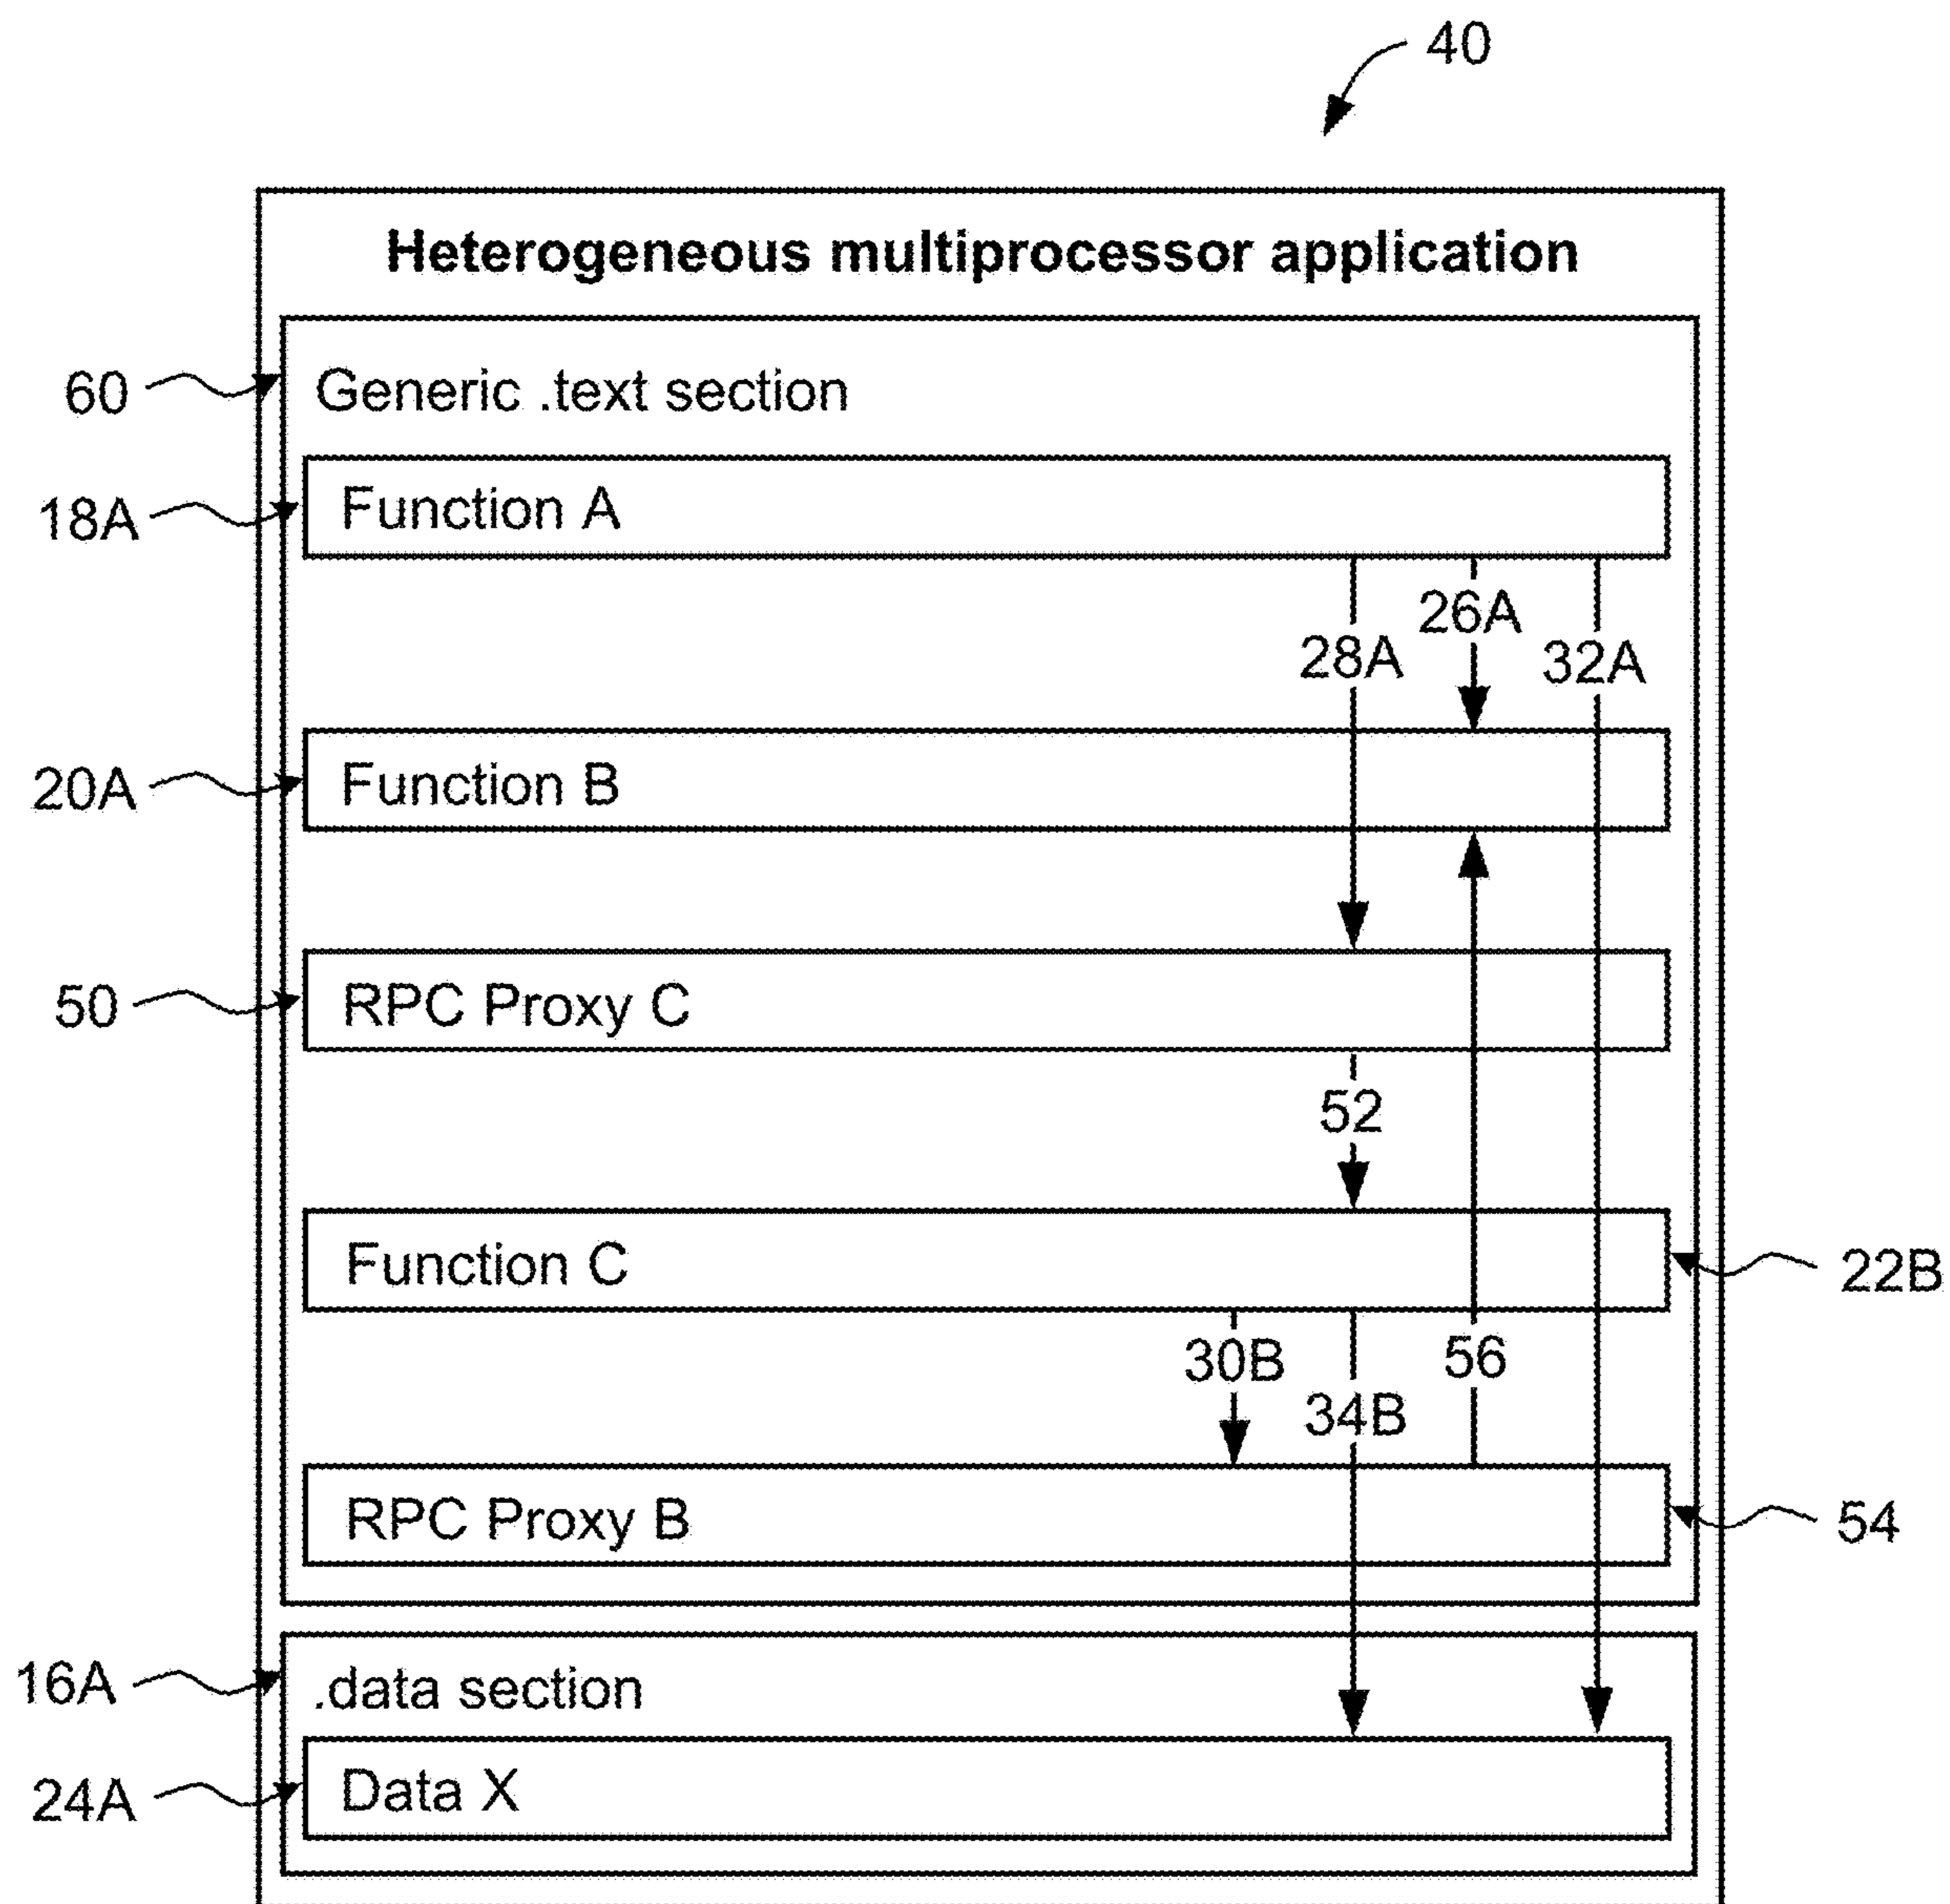 40
Heterogeneous multiprocessor application
60
Generic .text section
18A
Function A
26A
28A
32A
20A
Function B
50
RPC Proxy C
52
Function C
22B
30B
56
34B
RPC Proxy B
54
16A
.data section
24A
Data X